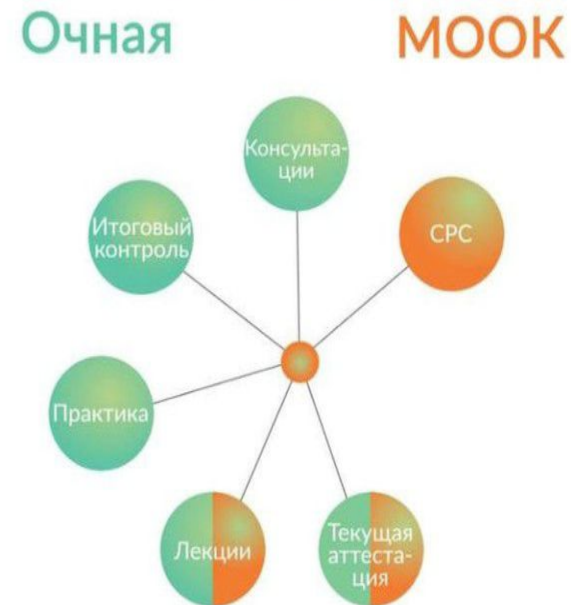 Очная
МООК
Консульта-
ции
Итоговый
контроль
СРС
Практика
Лекции
Текущая
аттеста-
ция